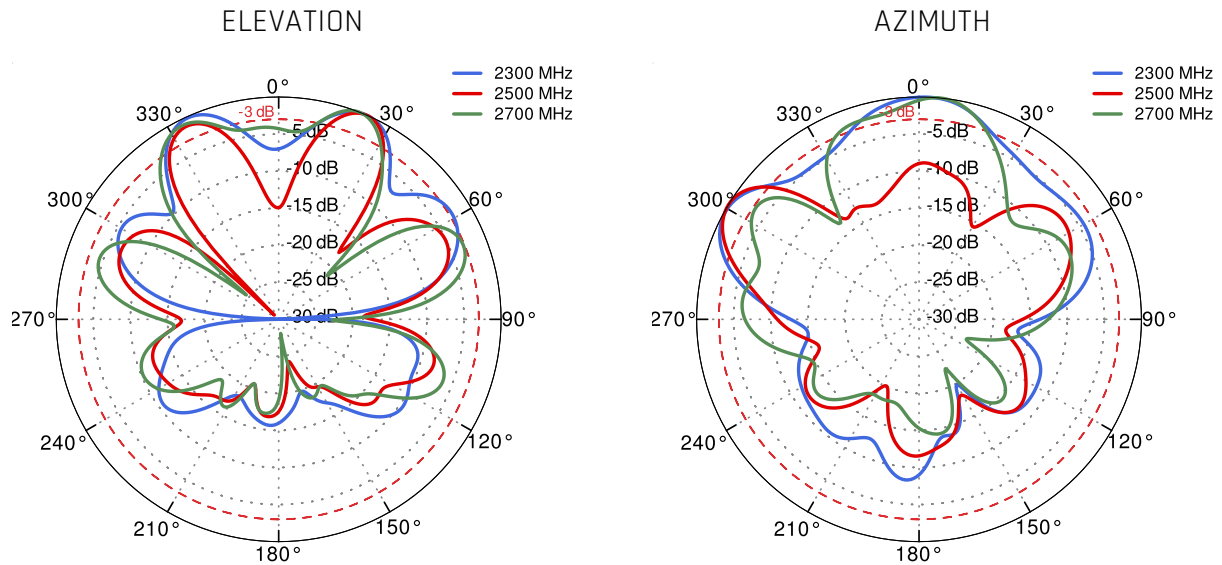 ELEVATION
2300 MHz
2500 MHz
2700 MHz
0°
30°
60°
90°
120°
150°
180°
210°
240°
270°
300°
330°
-3 dB
-5 dB
-10 dB
-15 dB
-20 dB
-25 dB
-30 dB
AZIMUTH
2300 MHz
2500 MHz
2700 MHz
0°
30°
60°
90°
120°
150°
180°
210°
240°
270°
300°
330°
-3 dB
-5 dB
-10 dB
-15 dB
-20 dB
-25 dB
-30 dB